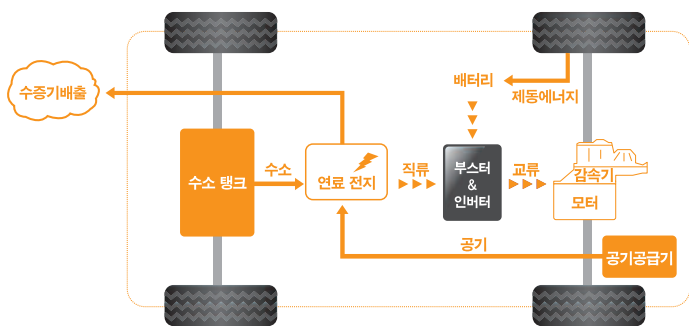 배터리
제동에너지
수증기배출
수소 탱크
수소
연료 전지
직류
부스터
&
인버터
교류
감속기
모터
공기
공기공급기